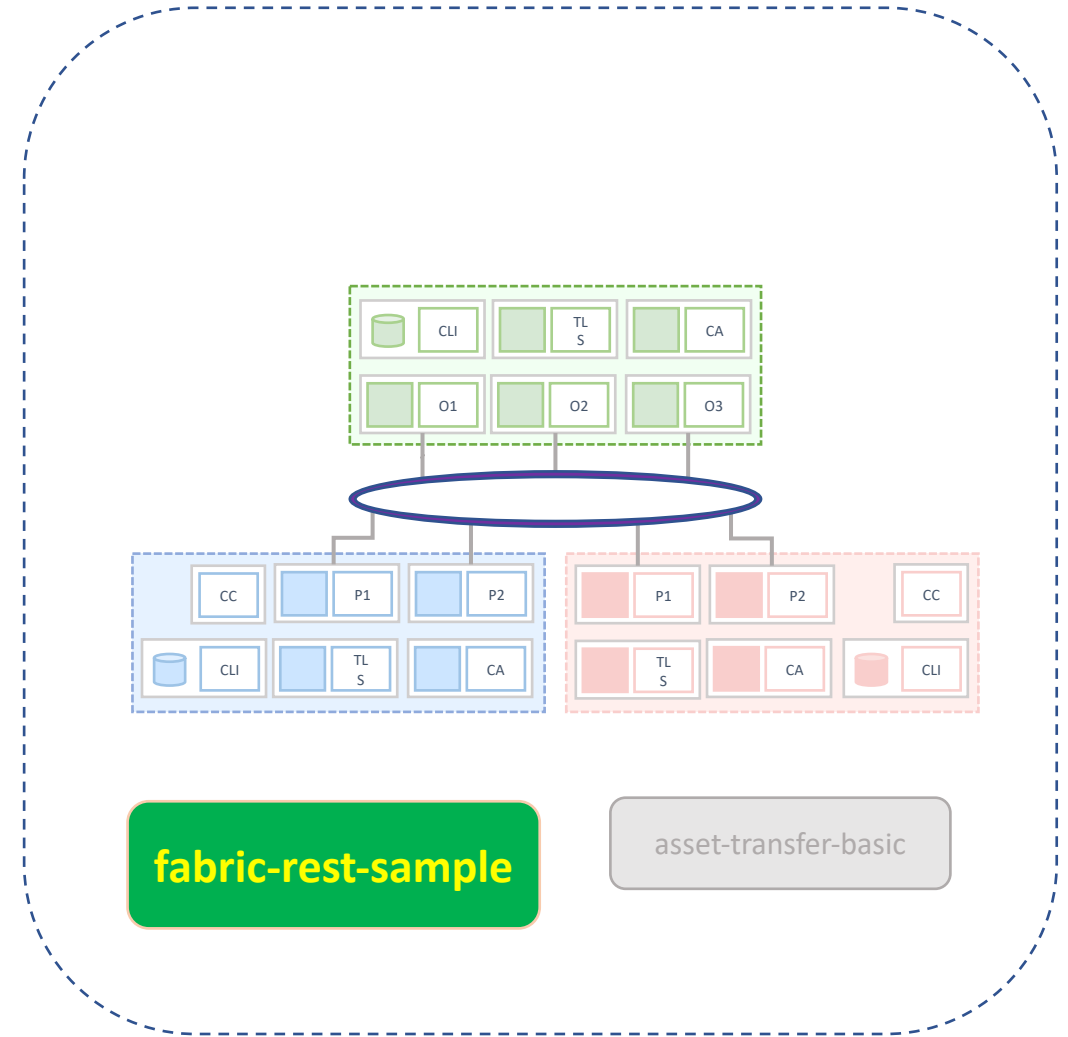 CLI
TL
S
CA
O1
O2
O3
CC
P1
P2
P1
P2
CC
CLI
TL
S
CA
TL
S
CA
CLI
fabric-rest-sample
asset-transfer-basic